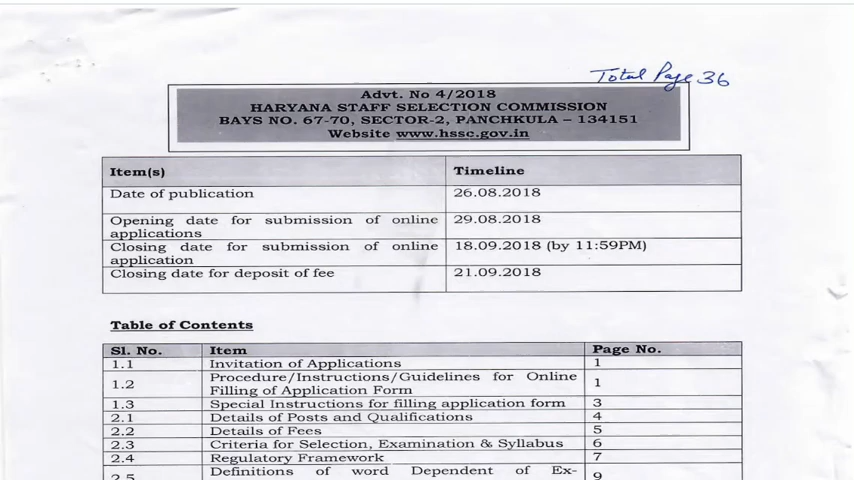 Total Page 36
Advt. No 4/2018
HARYANA STAFF SELECTION COMMISSION
BAYS NO. 67-70, SECTOR-2, PANCHKULA – 134151
Website www.hssc.gov.in
Item(s) Timeline
Date of publication 26.08.2018
Opening date for submission of online 29.08.2018
applications
Closing date for submission of online 18.09.2018 (by 11:59PM)
application
Closing date for deposit of fee 21.09.2018
Table of Contents
Sl. No. Item Page No.
1.1 Invitation of Applications 1
1.2 Procedure/Instructions/Guidelines for Online 1
Filling of Application Form
1.3 Special Instructions for filling application form 3
2.1 Details of Posts and Qualifications 4
2.2 Details of Fees 5
2.3 Criteria for Selection, Examination & Syllabus 6
2.4 Regulatory Framework 7
2.5 Definitions of word Dependent of Ex- 9